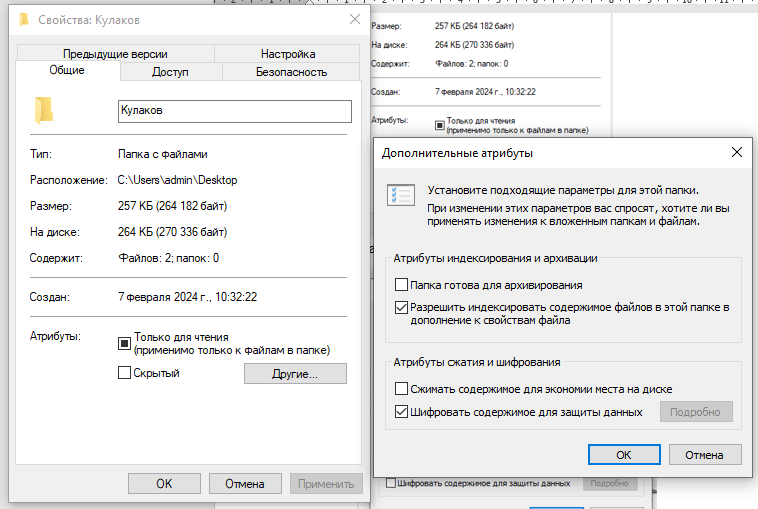 Свойства: Кулаков
Предыдущие версии
Настройка
Общие
Доступ
Безопасность
Кулаков
Тип: Папка с файлами
Расположение: C:\Users\admin\Desktop
Размер: 257 КБ (264 182 байт)
На диске: 264 КБ (270 336 байт)
Содержит: Файлов: 2; папок: 0
Создан: 7 февраля 2024 г., 10:32:22
Атрибуты: Только для чтения
(применимо только к файлам в папке)
Скрытый
Другие...
OK
Отмена
Применить
Размер: 257 КБ (264 182 байт)
На диске: 264 КБ (270 336 байт)
Содержит: Файлов: 2; папок: 0
Создан: 7 февраля 2024 г., 10:32:22
Атрибуты: Только для чтения
(применимо только к файлам в папке)
Дополнительные атрибуты
Установите подходящие параметры для этой папки.
При изменении этих параметров вас спросят, хотите ли вы
применять изменения к вложенным папкам и файлам.
Атрибуты индексирования и архивации
Папка готова для архивирования
Разрешить индексировать содержимое файлов в этой папке в
дополнение к свойствам файла
Атрибуты сжатия и шифрования
Сжимать содержимое для экономии места на диске
Шифровать содержимое для защиты данных
Подробно
OK
Отмена
Шифровать содержимое для защиты данных
Подробно